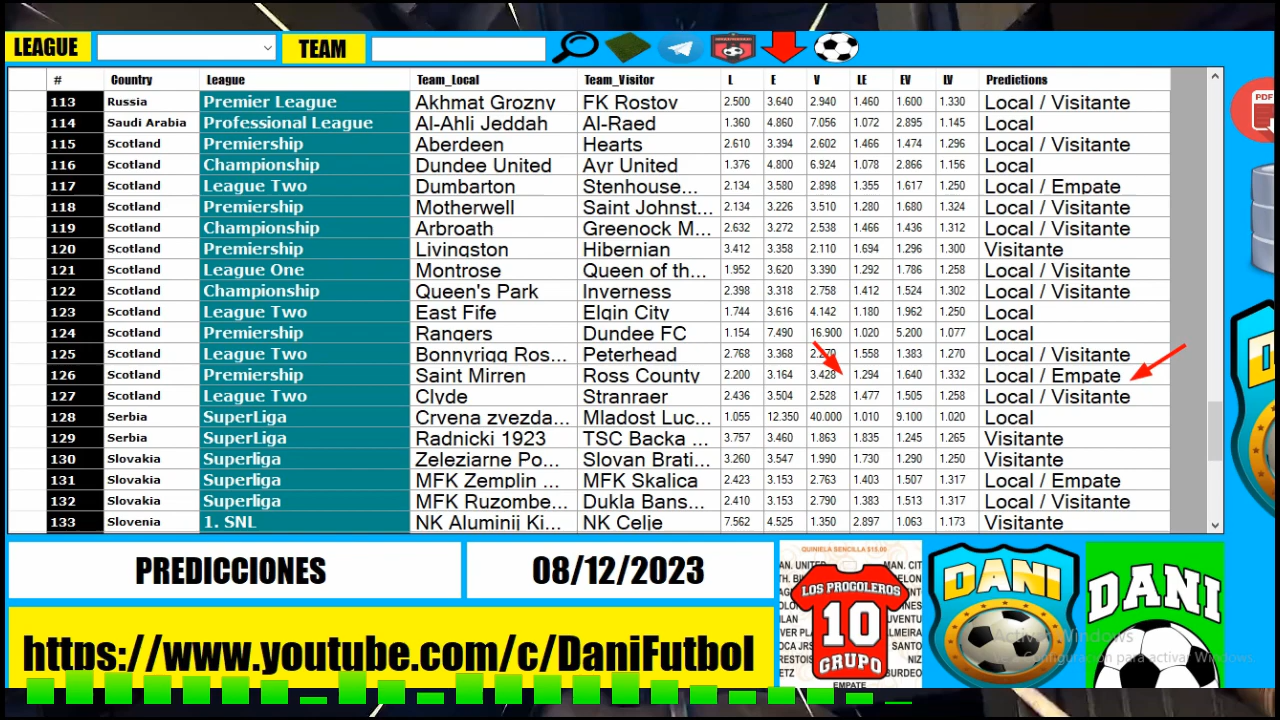 LEAGUE TEAM
# Country League Team_Local Team_Visitor L E V LE EV LV Predictions
113 Russia Premier League Akhmat Grozny FK Rostov 2.500 3.640 2.940 1.460 1.600 1.330 Local / Visitante
114 Saudi Arabia Professional League Al-Ahli Jeddah Al-Raed 1.360 4.860 7.056 1.072 2.895 1.145 Local
115 Scotland Premiership Aberdeen Hearts 2.610 3.394 2.602 1.466 1.474 1.296 Local / Visitante
116 Scotland Championship Dundee United Ayr United 1.376 4.800 6.924 1.078 2.866 1.156 Local
117 Scotland League Two Dumbarton Stenhouse... 2.134 3.580 2.898 1.355 1.617 1.250 Local / Empate
118 Scotland Premiership Motherwell Saint Johnst... 2.134 3.226 3.510 1.280 1.680 1.324 Local / Visitante
119 Scotland Championship Arbroath Greenock M... 2.632 3.272 2.538 1.466 1.436 1.312 Local / Visitante
120 Scotland Premiership Livingston Hibernian 3.412 3.358 2.110 1.694 1.296 1.300 Visitante
121 Scotland League One Montrose Queen of th... 1.952 3.620 3.390 1.292 1.786 1.258 Local / Visitante
122 Scotland Championship Queen's Park Inverness 2.398 3.318 2.758 1.412 1.524 1.302 Local / Visitante
123 Scotland League Two East Fife Elgin City 1.744 3.616 4.142 1.180 1.962 1.250 Local
124 Scotland Premiership Rangers Dundee FC 1.154 7.490 16.900 1.020 5.200 1.077 Local
125 Scotland League Two Bonnyrigg Ros... Peterhead 2.768 3.368 2.270 1.558 1.383 1.270 Local / Visitante
126 Scotland Premiership Saint Mirren Ross County 2.200 3.164 3.428 1.294 1.640 1.332 Local / Empate
127 Scotland League Two Clyde Stranraer 2.436 3.504 2.528 1.477 1.505 1.258 Local / Visitante
128 Serbia SuperLiga Crvena zvezda... Mladost Luc... 1.055 12.350 40.000 1.010 9.100 1.020 Local
129 Serbia SuperLiga Radnicki 1923 TSC Backa ... 3.757 3.460 1.863 1.835 1.245 1.265 Visitante
130 Slovakia Superliga Zeleziarne Po... Slovan Brati... 3.260 3.547 1.990 1.730 1.290 1.250 Visitante
131 Slovakia Superliga MFK Zemplin ... MFK Skalica 2.423 3.153 2.763 1.403 1.507 1.317 Local / Empate
132 Slovakia Superliga MFK Ruzombe... Dukla Bans... 2.410 3.153 2.790 1.383 1.517 1.317 Local / Visitante
133 Slovenia 1. SNL NK Aluminij Ki... NK Celje 7.562 4.525 1.350 2.897 1.063 1.173 Visitante
PDF
PREDICCIONES 08/12/2023
https://www.youtube.com/c/DaniFutbol
QUINIELA SENCILLA $15.00
LOS PROGOLEROS
10
GRUPO
EMPATE
DANI
DANI
Activar Windows
Configuración para activar Windows.